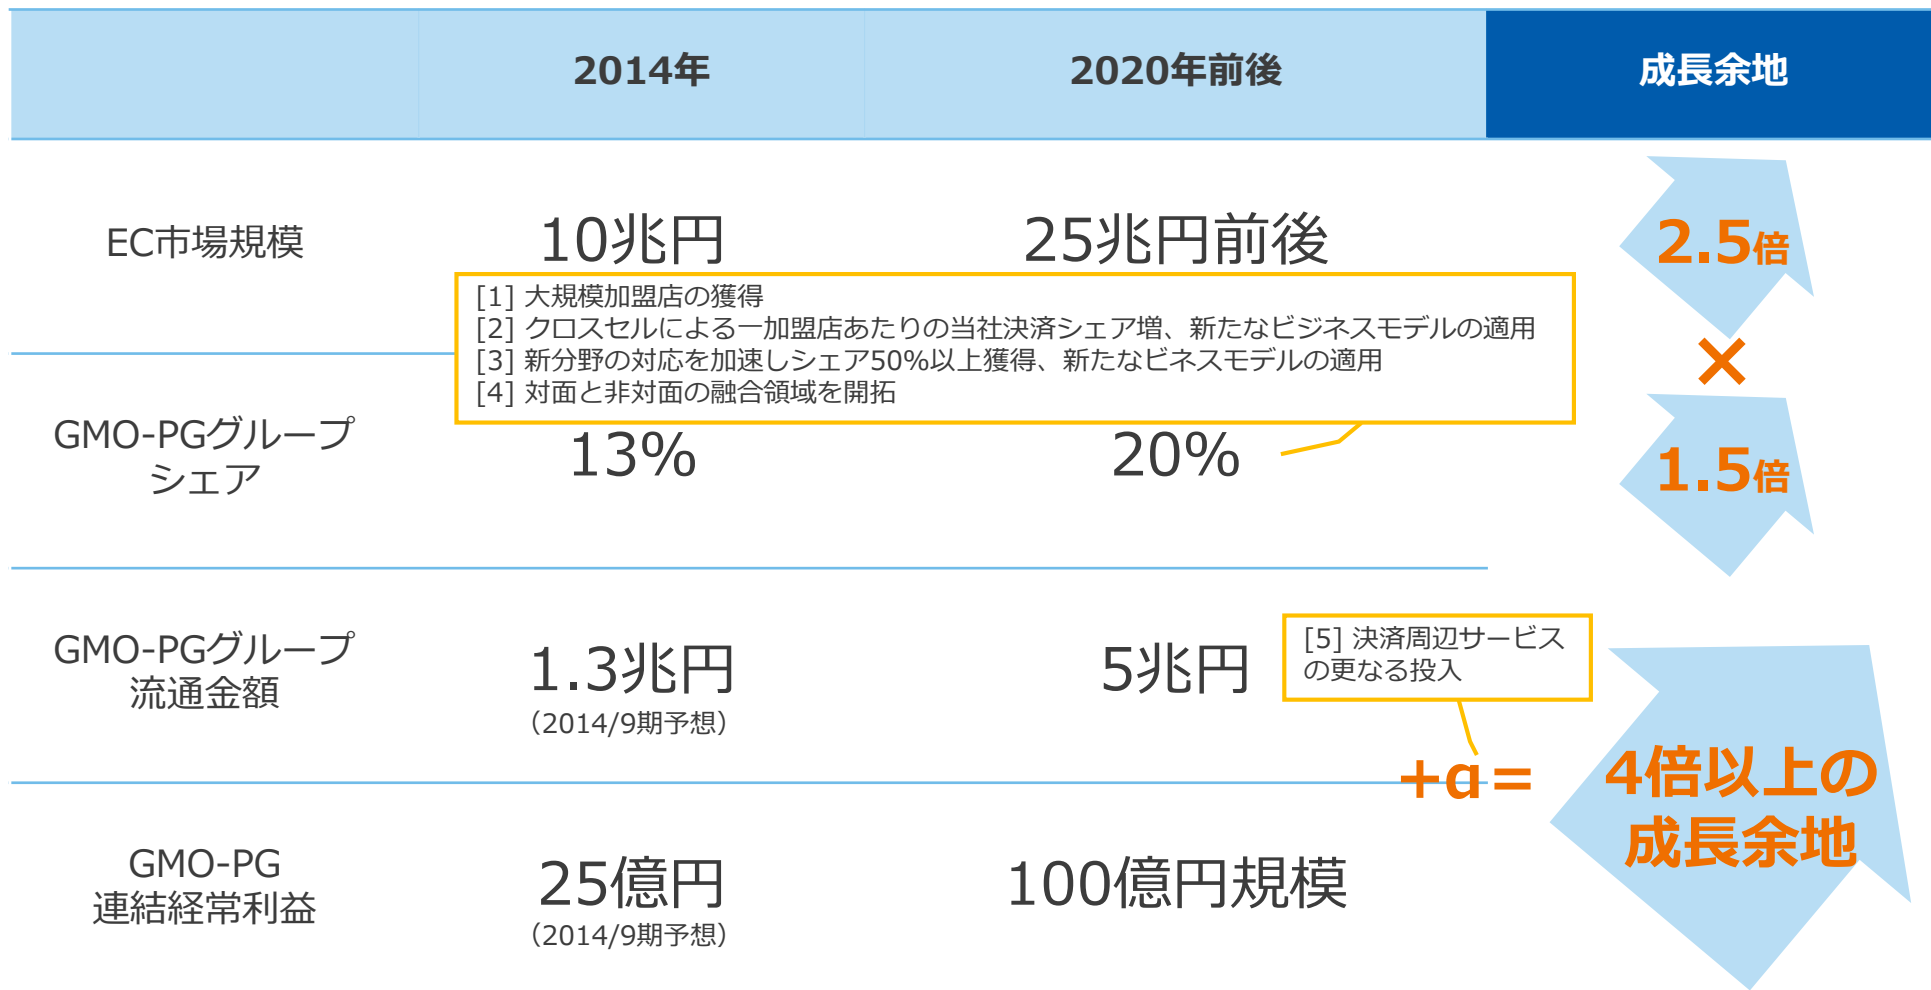 2014年
2020年前後
成長余地
EC市場規模
10兆円
25兆円前後
2.5倍
[1] 大規模加盟店の獲得
[2] クロスセルによる一加盟店あたりの当社決済シェア増、新たなビジネスモデルの適用
[3] 新分野の対応を加速しシェア50%以上獲得、新たなビネスモデルの適用
[4] 対面と非対面の融合領域を開拓
×
GMO-PGグループ
シェア
13%
20%
1.5倍
GMO-PGグループ
流通金額
1.3兆円
（2014/9期予想）
5兆円
[5] 決済周辺サービス
の更なる投入
+α=
4倍以上の
成長余地
GMO-PG
連結経常利益
25億円
（2014/9期予想）
100億円規模